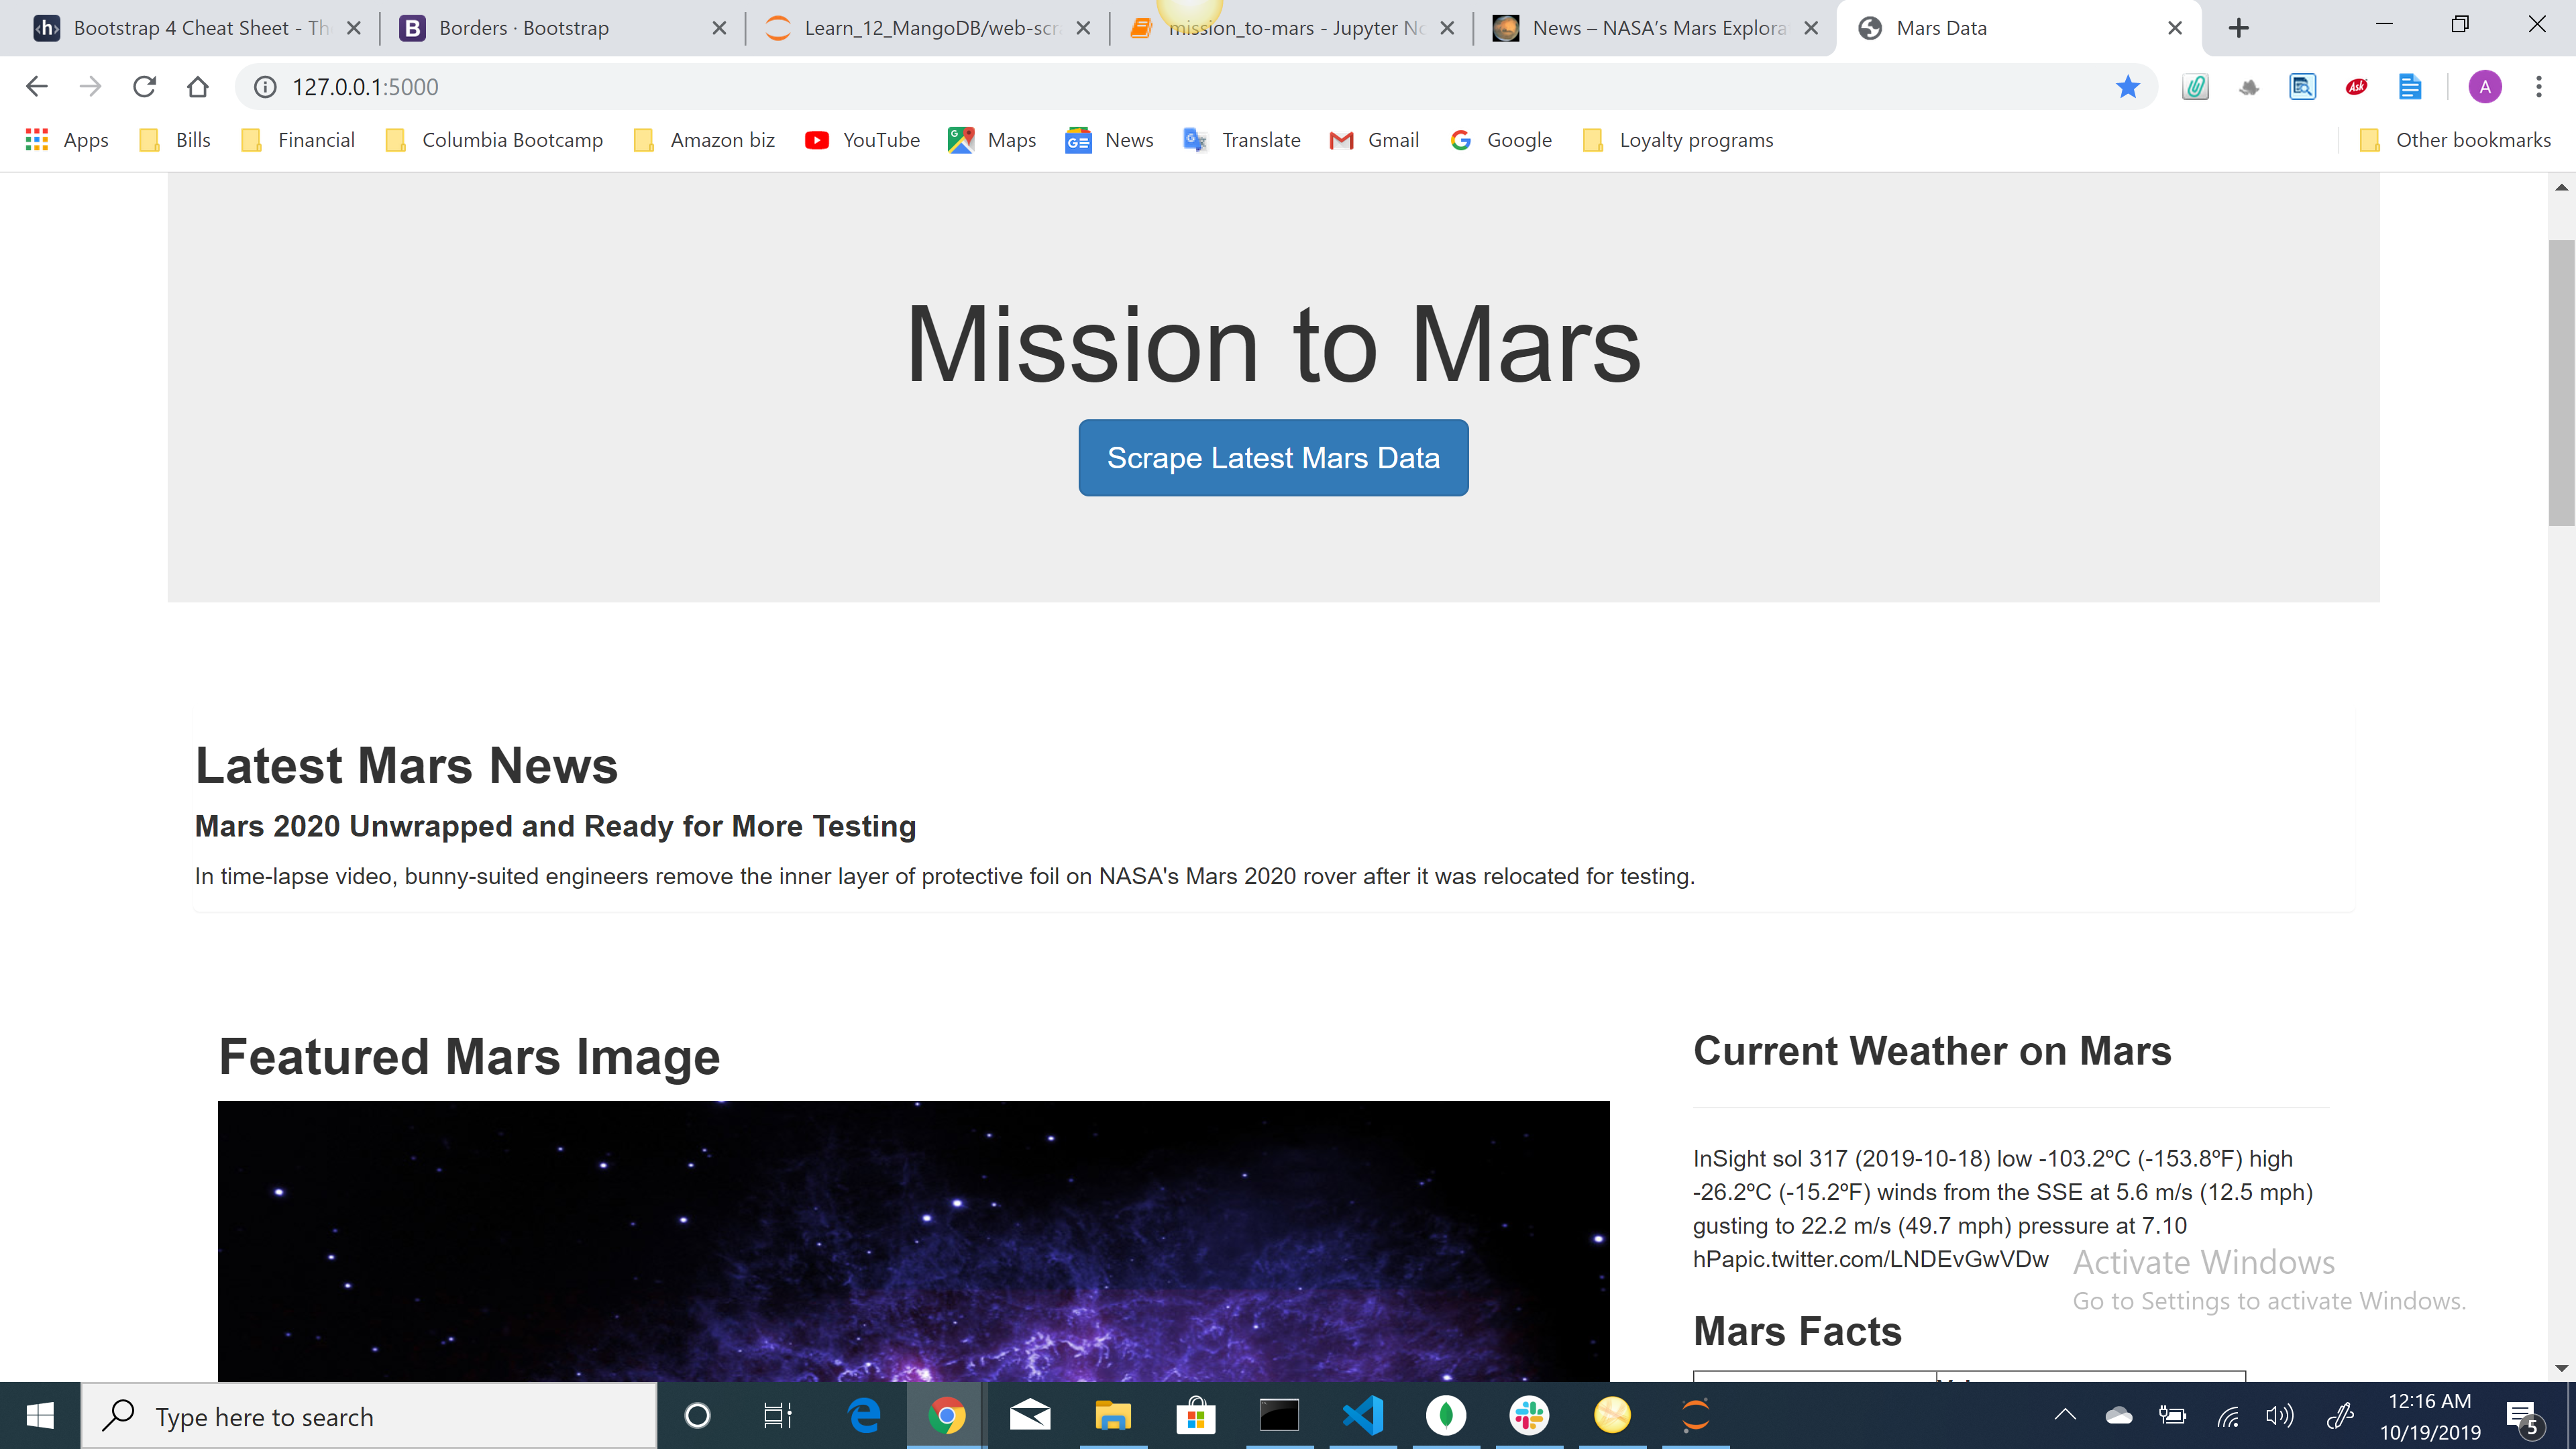 Bootstrap 4 Cheat Sheet - Th
Borders · Bootstrap
Learn_12_MangoDB/web-scra
mission_to-mars - Jupyter No
News – NASA's Mars Explora
Mars Data
127.0.0.1:5000
Ask
A
Apps
Bills
Financial
Columbia Bootcamp
Amazon biz
YouTube
Maps
News
Translate
Gmail
Google
Loyalty programs
Other bookmarks
Mission to Mars
Scrape Latest Mars Data
Latest Mars News
Mars 2020 Unwrapped and Ready for More Testing
In time-lapse video, bunny-suited engineers remove the inner layer of protective foil on NASA's Mars 2020 rover after it was relocated for testing.
Featured Mars Image
Current Weather on Mars
InSight sol 317 (2019-10-18) low -103.2ºC (-153.8ºF) high
-26.2ºC (-15.2ºF) winds from the SSE at 5.6 m/s (12.5 mph)
gusting to 22.2 m/s (49.7 mph) pressure at 7.10
hPapic.twitter.com/LNDEvGwVDw
Activate Windows
Go to Settings to activate Windows.
Mars Facts
Type here to search
12:16 AM
10/19/2019
5